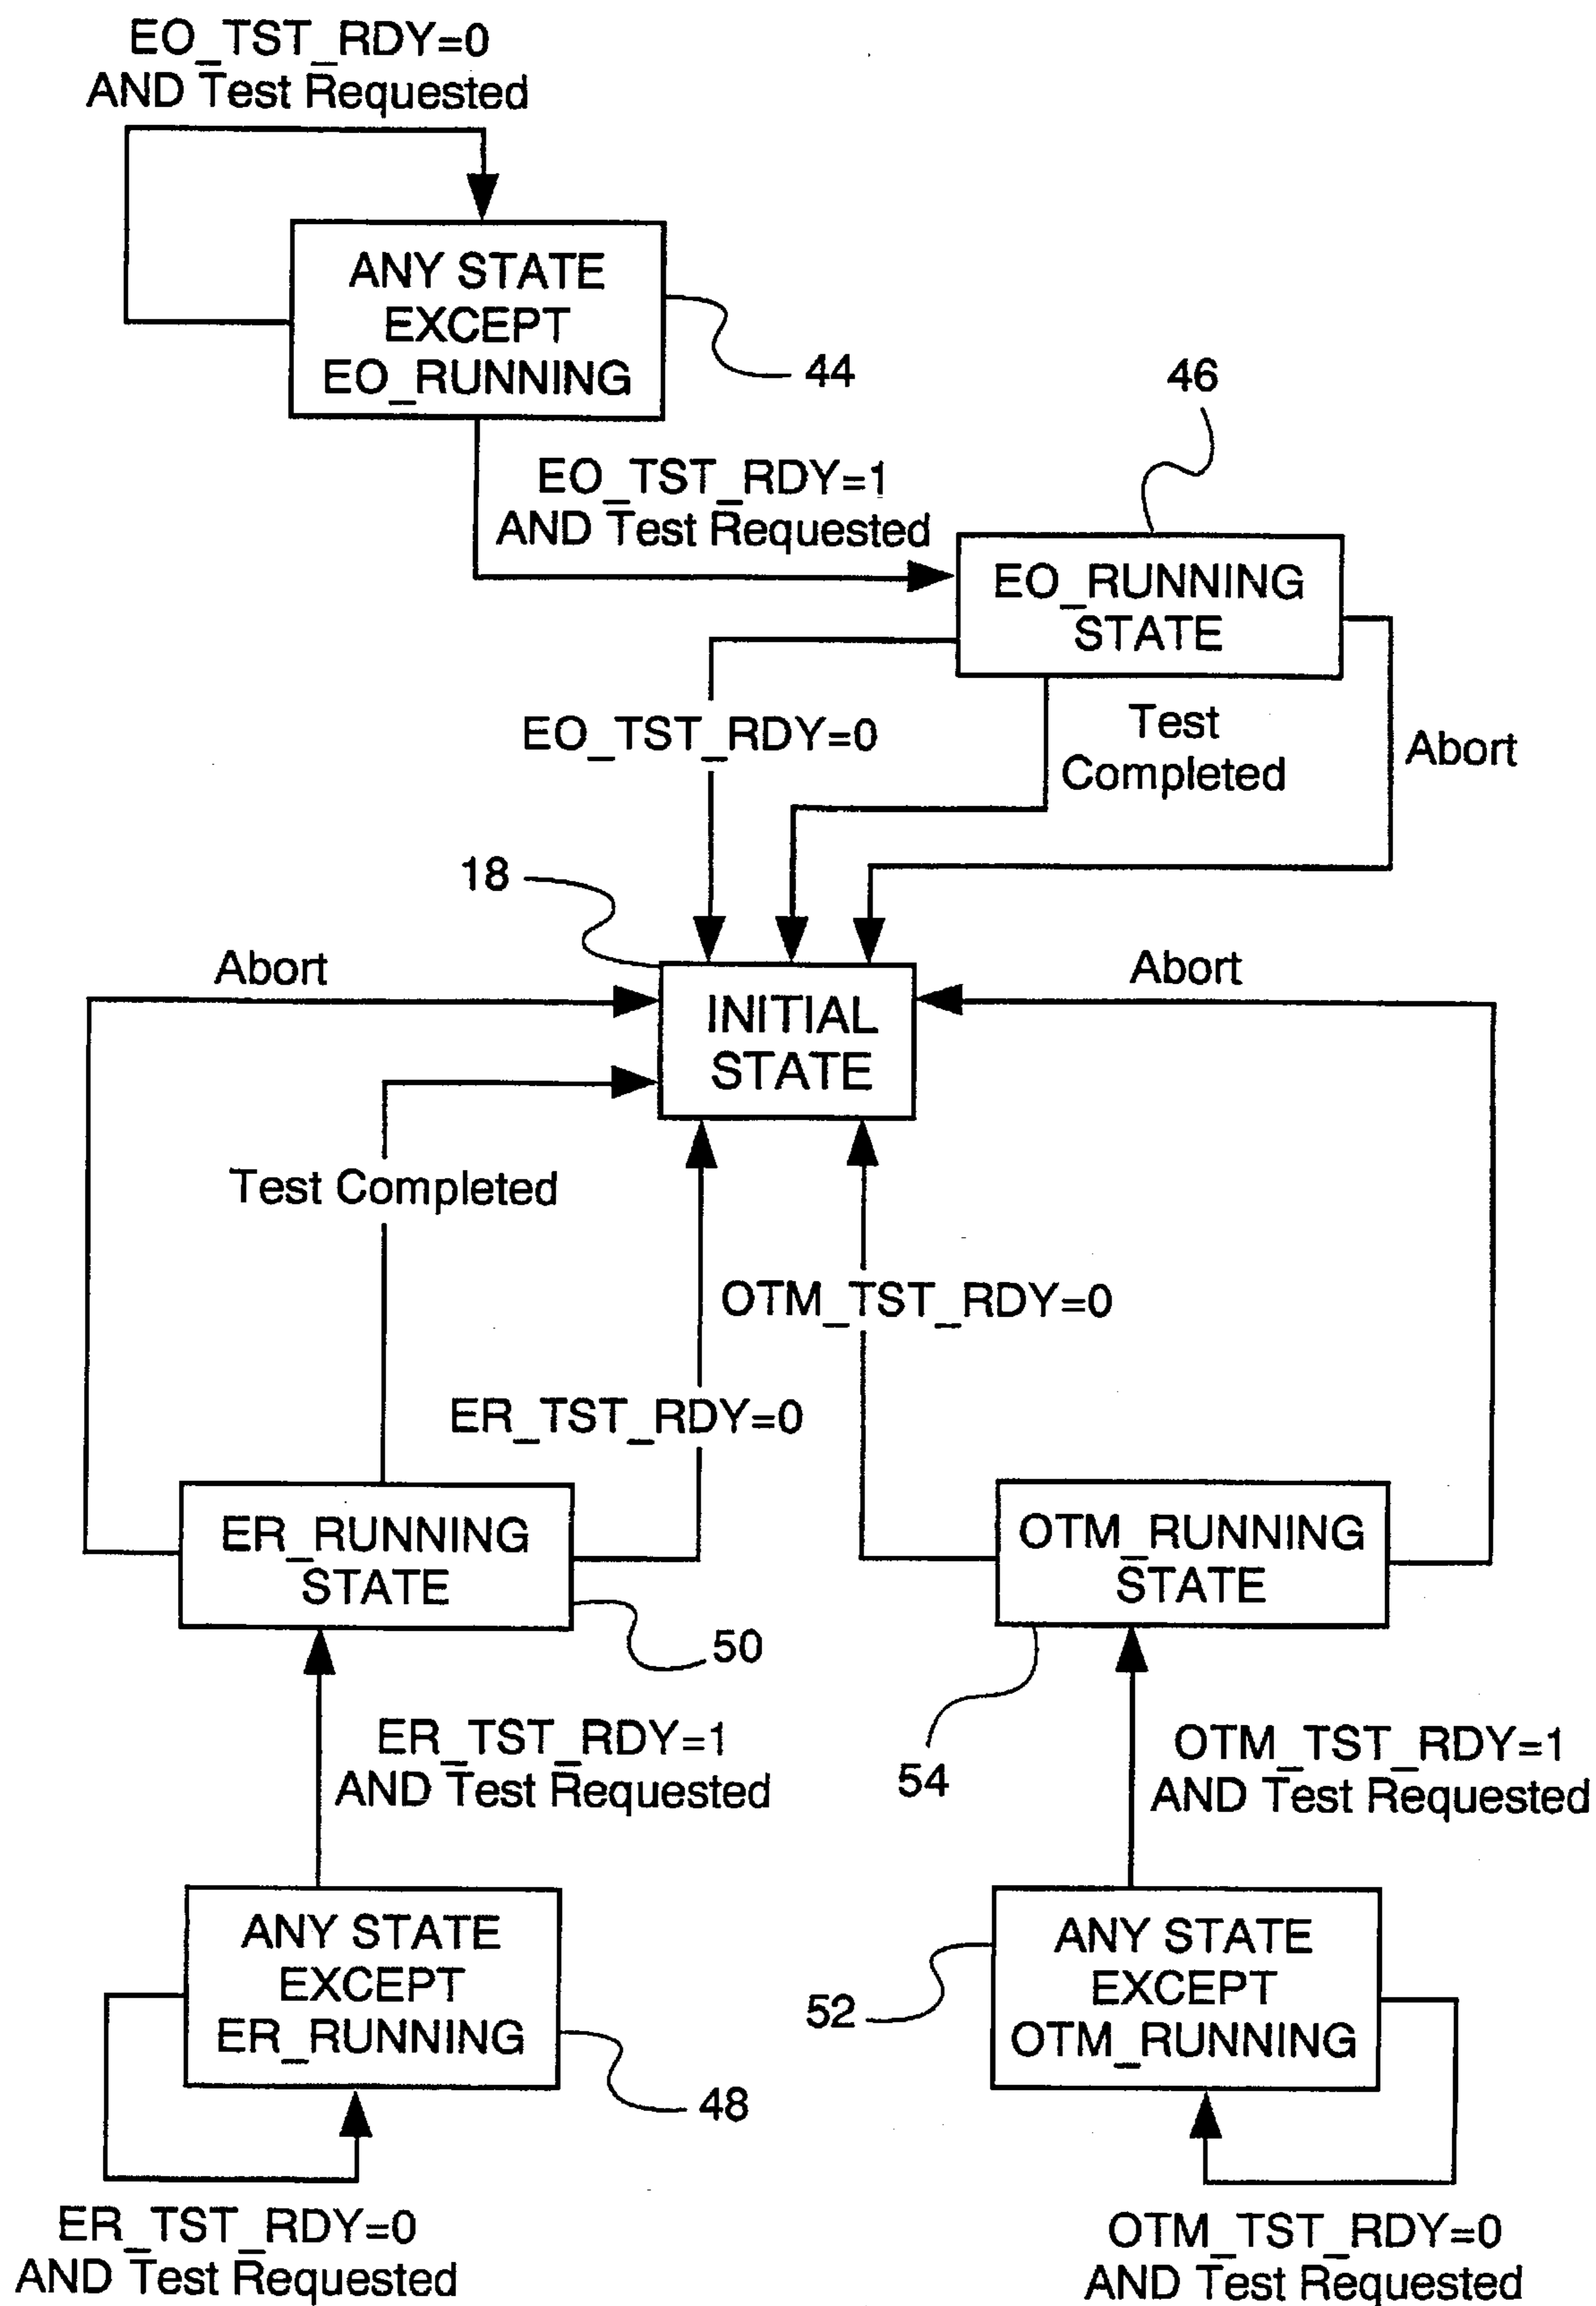 EO_TST_RDY=0
AND Test Requested
ANY STATE
EXCEPT
EO_RUNNING
44
46
EO_TST_RDY=1
AND Test Requested
EO_RUNNING
STATE
EO_TST_RDY=0
Test
Completed
Abort
18
Abort
Abort
INITIAL
STATE
Test Completed
OTM_TST_RDY=0
ER_TST_RDY=0
ER_RUNNING
STATE
OTM_RUNNING
STATE
50
54
ER_TST_RDY=1
AND Test Requested
OTM_TST_RDY=1
AND Test Requested
ANY STATE
EXCEPT
ER_RUNNING
52
ANY STATE
EXCEPT
OTM_RUNNING
48
ER_TST_RDY=0
AND Test Requested
OTM_TST_RDY=0
AND Test Requested